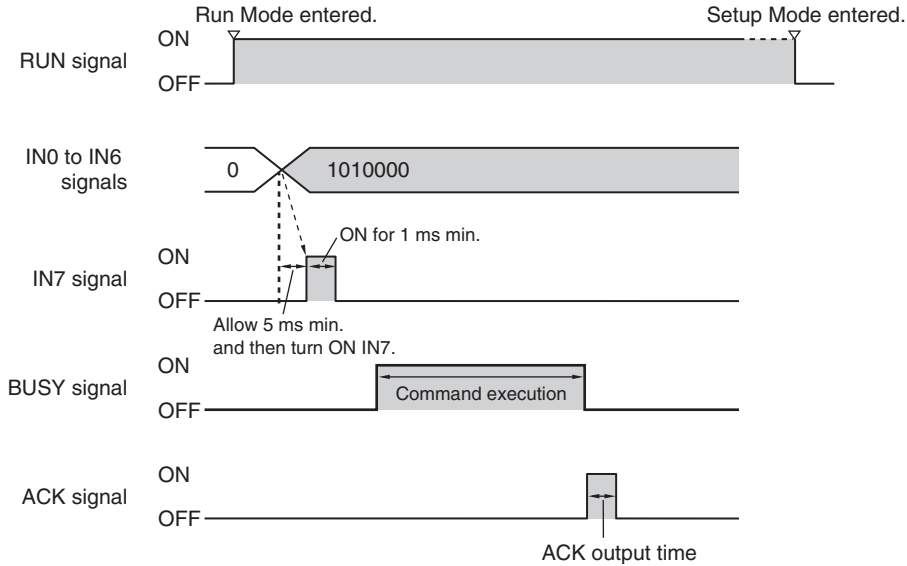 Run Mode entered.
Setup Mode entered.
RUN signal
ON
OFF
IN0 to IN6
signals
0
1010000
IN7 signal
ON
OFF
ON for 1 ms min.
Allow 5 ms min.
and then turn ON IN7.
BUSY signal
ON
OFF
Command execution
ACK signal
ON
OFF
ACK output time